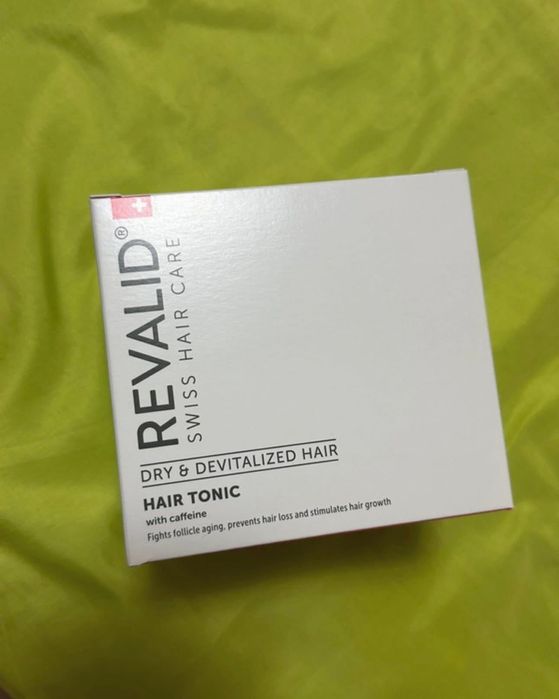 REVALID®
SWISS HAIR CARE
DRY & DEVITALIZED HAIR
HAIR TONIC
with caffeine
Fights follicle aging, prevents hair loss and stimulates hair growth